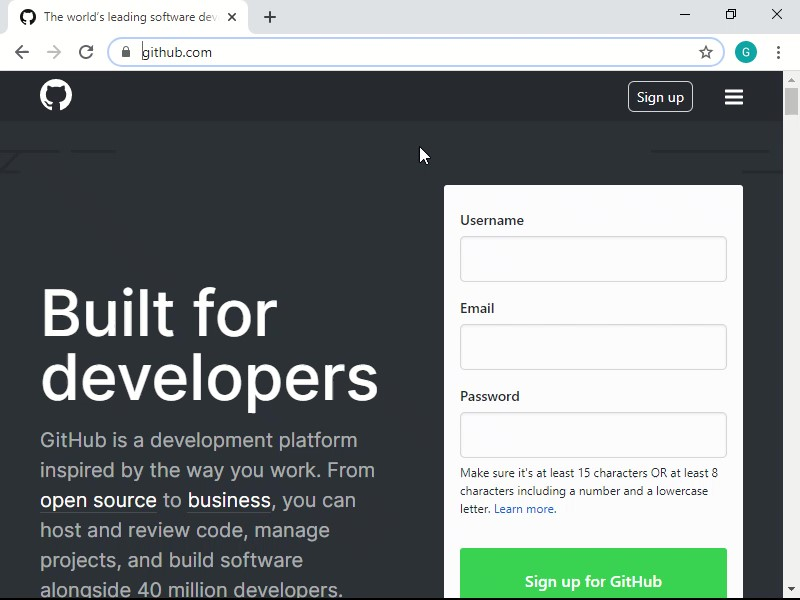 The world's leading software dev
github.com
G
Sign up
Username
Email
Password
Make sure it's at least 15 characters OR at least 8
characters including a number and a lowercase
letter. Learn more.
Sign up for GitHub
Built for
developers
GitHub is a development platform
inspired by the way you work. From
open source to business, you can
host and review code, manage
projects, and build software
alongside 40 million developers.